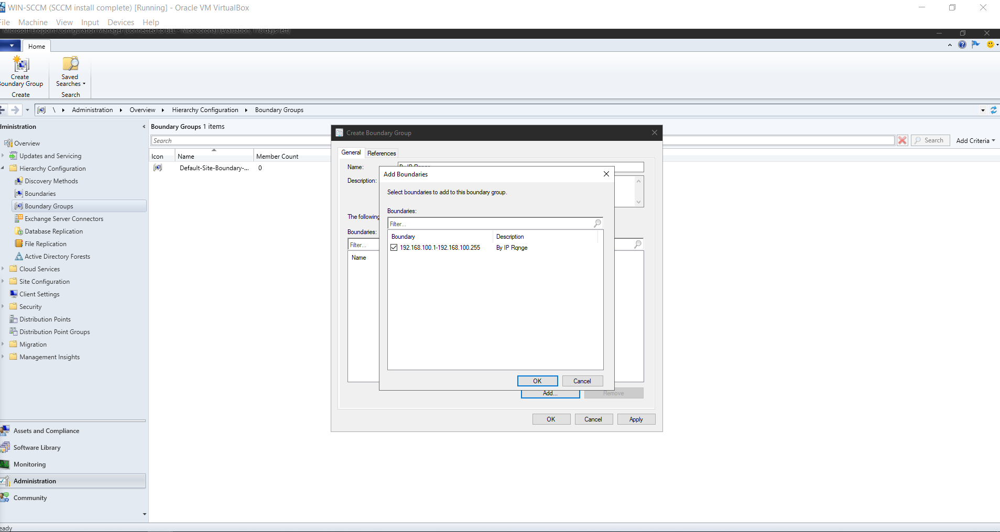 WIN-SCCM (SCCM install complete) [Running] - Oracle VM VirtualBox
File Machine View Input Devices Help
Microsoft Endpoint Configuration Manager (Connected to BEL - Nick Corona) (Evaluation, 178 days left)
Home
Create
Boundary Group
Saved
Searches
Create
Search
\ Administration Overview Hierarchy Configuration Boundary Groups
dministration
Overview
Updates and Servicing
Hierarchy Configuration
Discovery Methods
Boundaries
Boundary Groups
Exchange Server Connectors
Database Replication
File Replication
Active Directory Forests
Cloud Services
Site Configuration
Client Settings
Security
Distribution Points
Distribution Point Groups
Migration
Management Insights
Assets and Compliance
Software Library
Monitoring
Administration
Community
eady
Boundary Groups 1 items
Search
Search
Add Criteria
Icon Name Member Count
Default-Site-Boundary-... 0
Create Boundary Group
General References
Name: By IP Rqnge
Description:
The following
Boundaries:
Filter...
Name
Add... Remove
OK Cancel Apply
Add Boundaries
Select boundaries to add to this boundary group.
Boundaries:
Filter...
Boundary Description
192.168.100.1-192.168.100.255 By IP Rqnge
OK Cancel